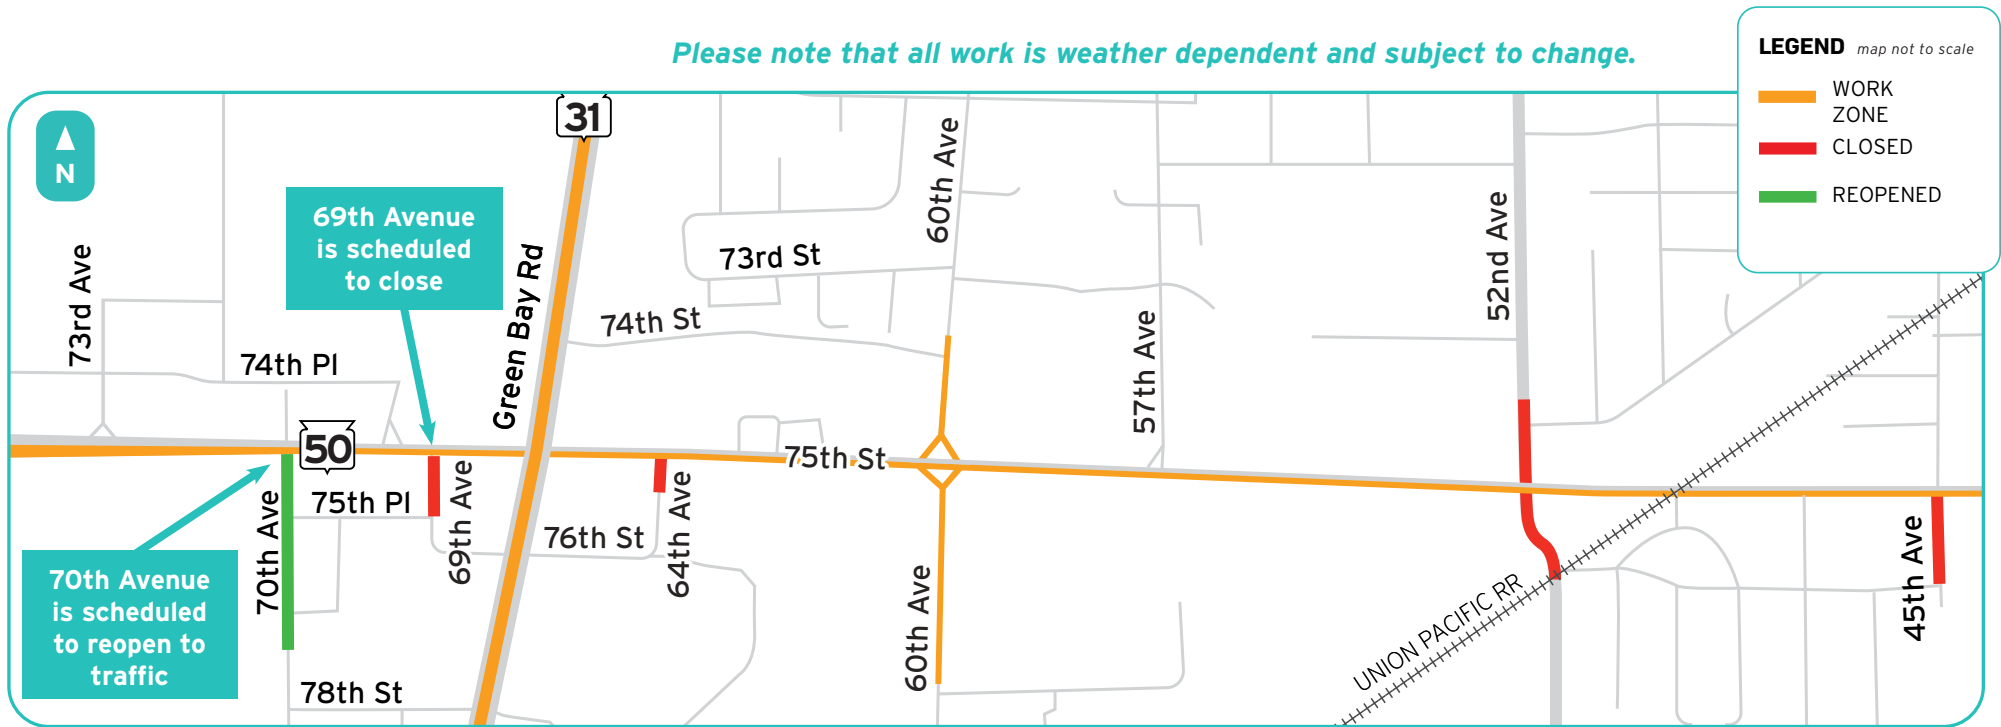 Please note that all work is weather dependent and subject to change.
LEGEND map not to scale
WORK
ZONE
CLOSED
REOPENED
N
31
69th Avenue
is scheduled
to close
73rd Ave
Green Bay Rd
60th Ave
73rd St
74th St
52nd Ave
57th Ave
74th Pl
50
75th St
75th Pl
70th Ave
69th Ave
76th St
64th Ave
60th Ave
45th Ave
UNION PACIFIC RR
70th Avenue
is scheduled
to reopen to
traffic
78th St